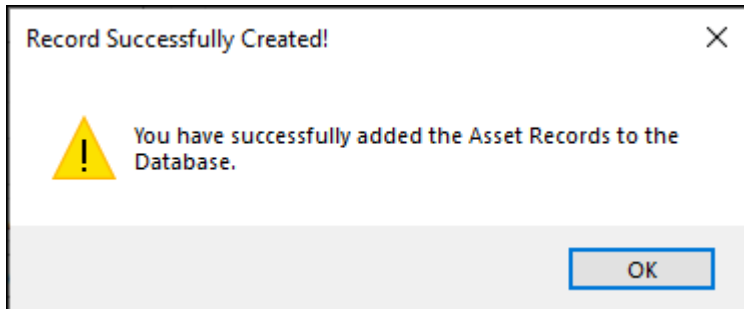 Record Successfully Created!
You have successfully added the Asset Records to the
Database.
OK